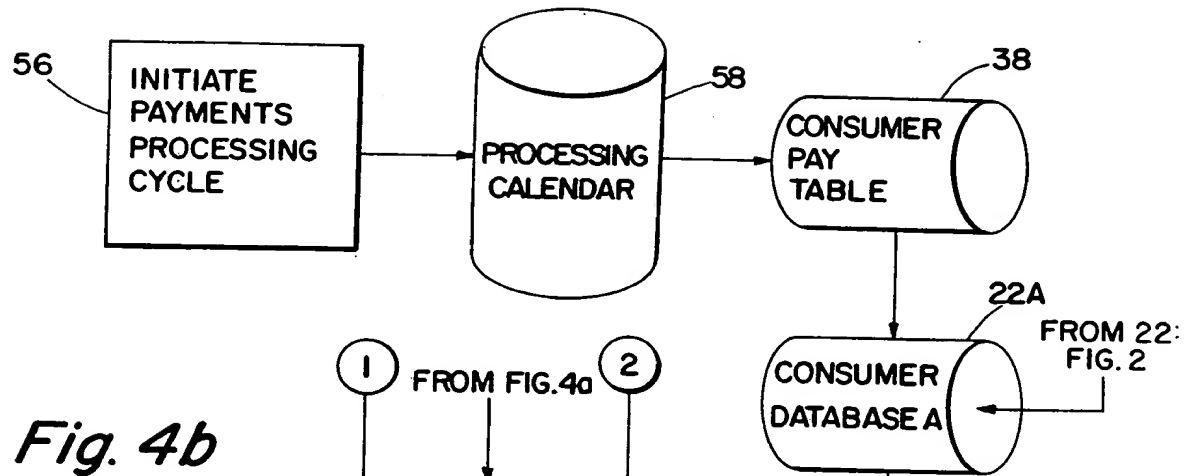 56
INITIATE
PAYMENTS
PROCESSING
CYCLE
58
PROCESSING
CALENDAR
38
CONSUMER
PAY
TABLE
22A
FROM 22:
FIG. 2
CONSUMER
DATABASE A
1
FROM FIG. 4a
2
Fig. 4b